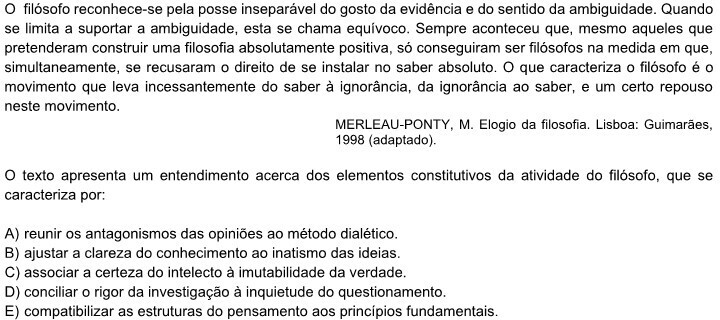 O filósofo reconhece-se pela posse inseparável do gosto da evidência e do sentido da ambiguidade. Quando
se limita a suportar a ambiguidade, esta se chama equívoco. Sempre aconteceu que, mesmo aqueles que
pretenderam construir uma filosofia absolutamente positiva, só conseguiram ser filósofos na medida em que,
simultaneamente, se recusaram o direito de se instalar no saber absoluto. O que caracteriza o filósofo é o
movimento que leva incessantemente do saber à ignorância, da ignorância ao saber, e um certo repouso
neste movimento.
MERLEAU-PONTY, M. Elogio da filosofia. Lisboa: Guimarães,
1998 (adaptado).
O texto apresenta um entendimento acerca dos elementos constitutivos da atividade do filósofo, que se
caracteriza por:
A) reunir os antagonismos das opiniões ao método dialético.
B) ajustar a clareza do conhecimento ao inatismo das ideias.
C) associar a certeza do intelecto à imutabilidade da verdade.
D) conciliar o rigor da investigação à inquietude do questionamento.
E) compatibilizar as estruturas do pensamento aos princípios fundamentais.